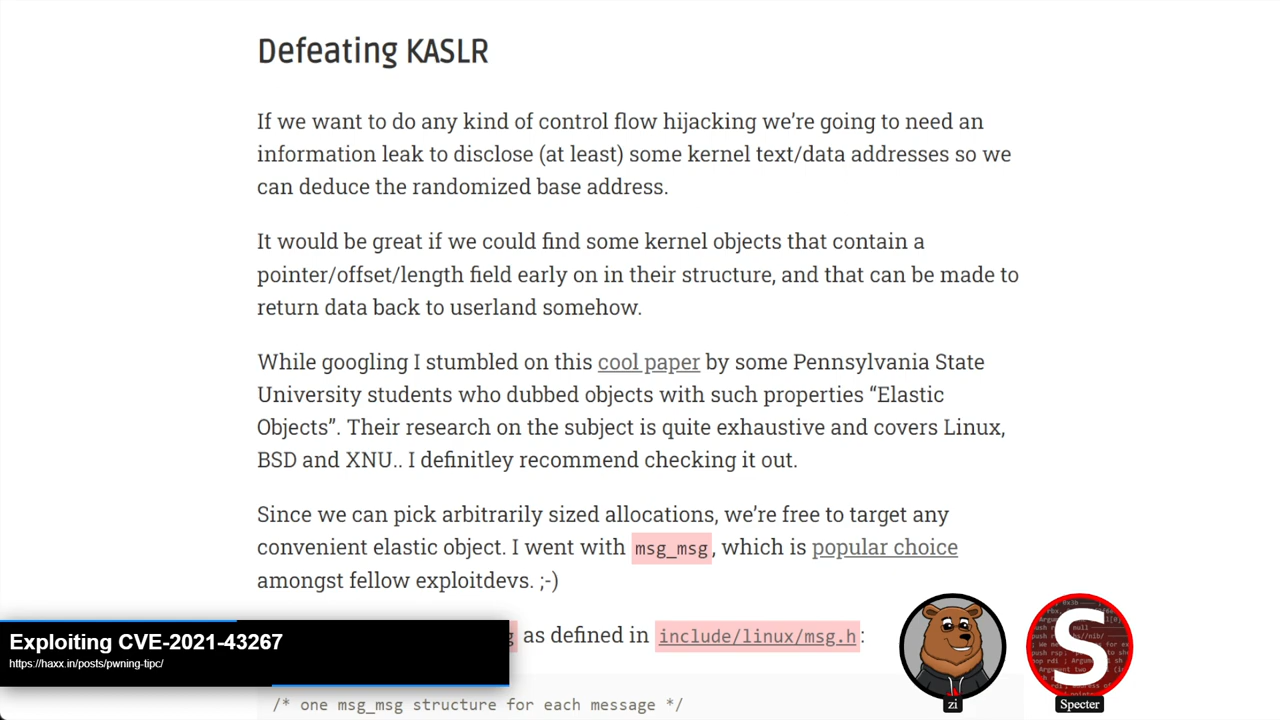 Defeating KASLR
If we want to do any kind of control flow hijacking we’re going to need an
information leak to disclose (at least) some kernel text/data addresses so we
can deduce the randomized base address.
It would be great if we could find some kernel objects that contain a
pointer/offset/length field early on in their structure, and that can be made to
return data back to userland somehow.
While googling I stumbled on this cool paper by some Pennsylvania State
University students who dubbed objects with such properties “Elastic
Objects”. Their research on the subject is quite exhaustive and covers Linux,
BSD and XNU.. I definitley recommend checking it out.
Since we can pick arbitrarily sized allocations, we’re free to target any
convenient elastic object. I went with msg_msg, which is popular choice
amongst fellow exploitdevs. ;-)
as defined in include/linux/msg.h:
/* one msg_msg structure for each message */
Exploiting CVE-2021-43267
https://haxx.in/posts/pwning-tipc/
zi
S
Specter